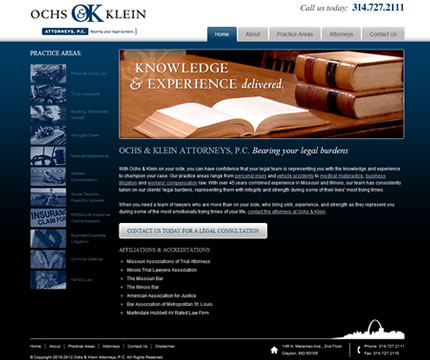 OCHS & KLEIN
ATTORNEYS, P.C. Bearing your legal burdens
Call us today: 314.727.2111
Home
About
Practice Areas
Attorneys
Contact Us
PRACTICE AREAS:
Personal Injury Law
Truck Accidents
Wrongful Death
Medical Malpractice
Workers' Compensation
Social Security Disability Appeals
INSURANCE CLAIM FOR
Business/Corporate Litigation
Criminal Defense
Family Law
KNOWLEDGE
& EXPERIENCE delivered.
OCHS & KLEIN ATTORNEYS, P.C. Bearing your legal burdens
With Ochs & Klein on your side, you can have confidence that your legal team is representing you with the knowledge and experience
to champion your case. Our practice areas range from personal injury and vehicle accidents to medical malpractice, business
litigation and workers' compensation law. With over 45 years combined experience in Missouri and Illinois, our team has consistently
taken on our clients' legal burdens, representing them with integrity and strength during some of their lives' most trying times.
When you need a team of lawyers who are more than on your side, who bring skill, experience, and strength as they represent you
during some of the most emotionally trying times of your life, contact the attorneys at Ochs & Klein.
CONTACT US TODAY FOR A LEGAL CONSULTATION
AFFILIATIONS & ACCREDITATIONS:
Missouri Associations of Trial Attorneys
Illinois Trial Lawyers Association
The Missouri Bar
The Illinois Bar
American Association for Justice
Bar Association of Metropolitan St. Louis
Martindale Hubbell AV Rated Law Firm
Home | About | Practice Areas | Attorneys | Contact Us | Disclaimer
© Copyright 2010-2012 Ochs & Klein Attorneys, P.C. All Rights Reserved.
149 N. Meramec Ave., 2nd Floor
Clayton, MO 63105
Phone: 314.727.2111
Fax: 314.727.2110